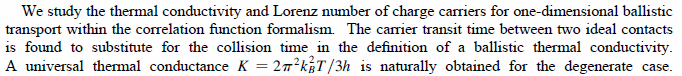 We study the thermal conductivity and Lorenz number of charge carriers for one-dimensional ballistic
transport within the correlation function formalism. The carrier transit time between two ideal contacts
is found to substitute for the collision time in the definition of a ballistic thermal conductivity.
A universal thermal conductance K = 2π²k²_BT/3h is naturally obtained for the degenerate case.